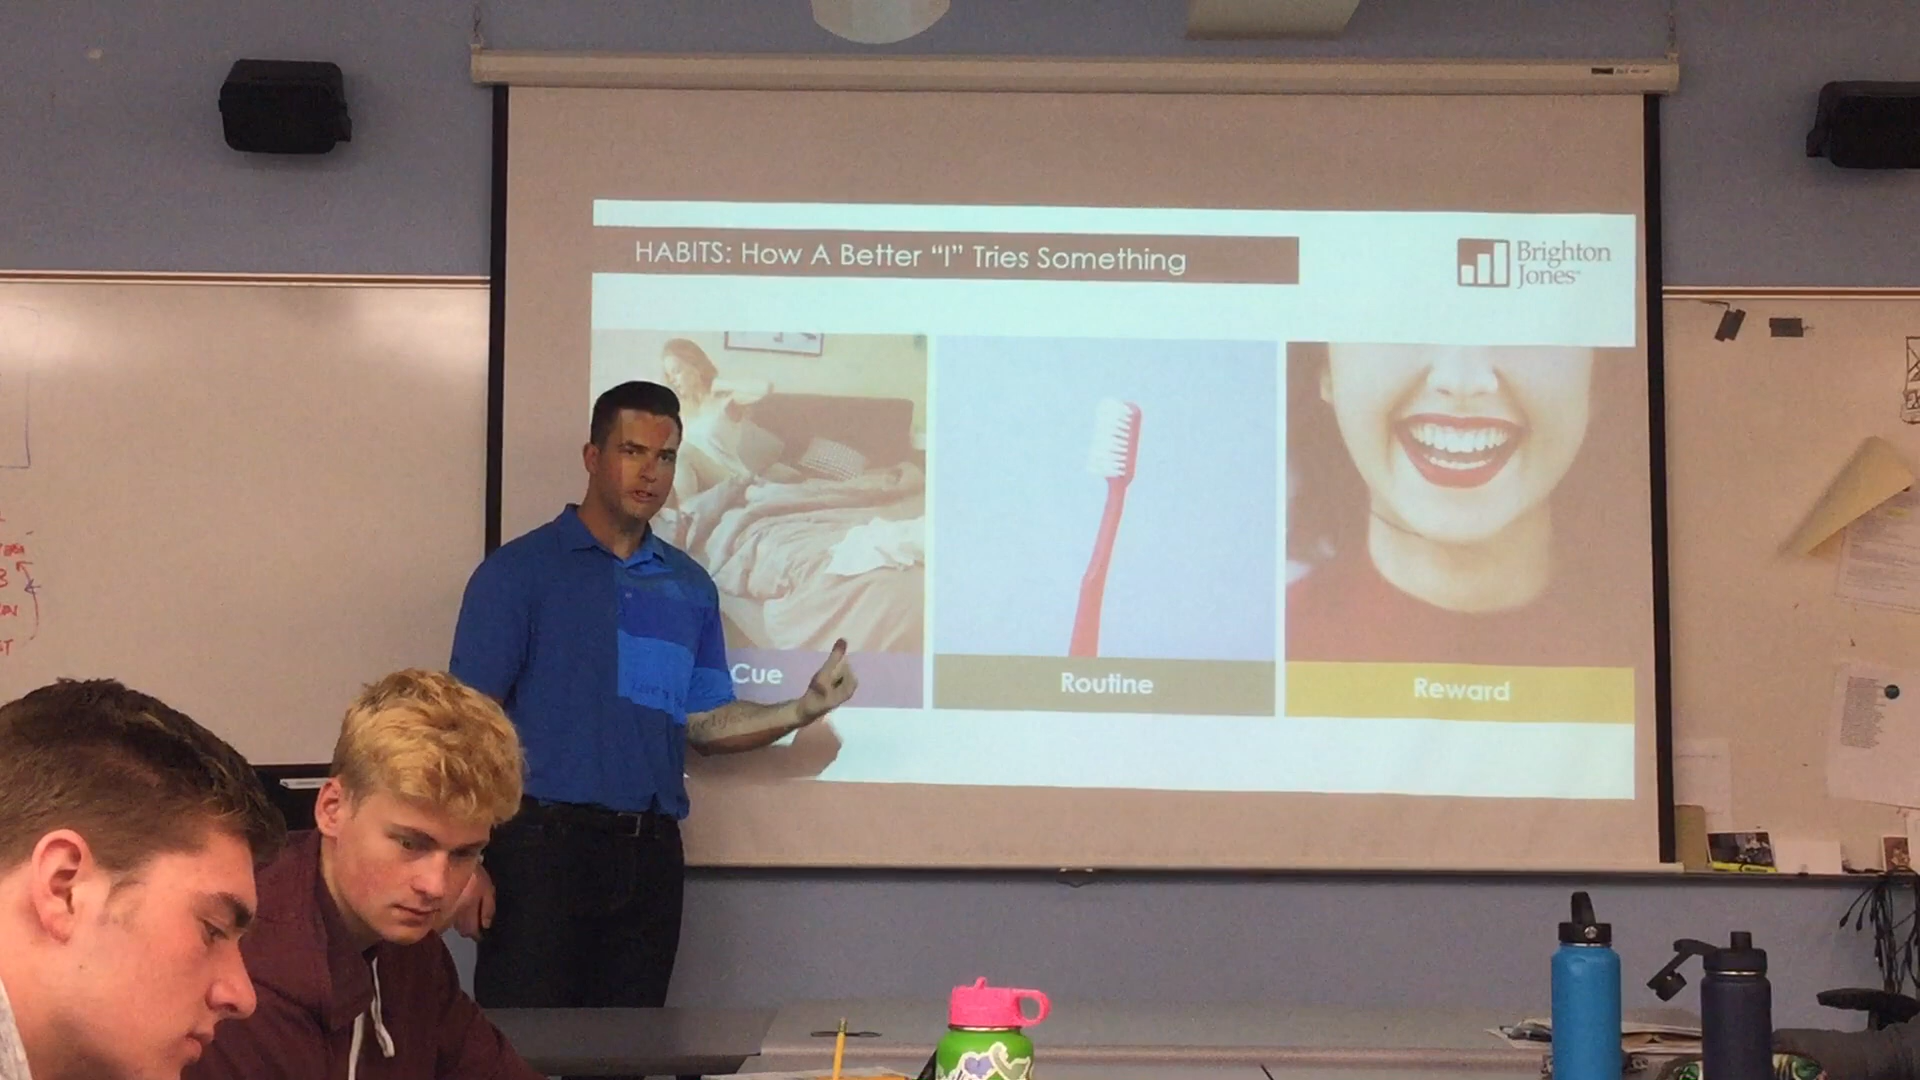 HABITS: How A Better “I” Tries Something
Brighton
Jones
Cue
Routine
Reward